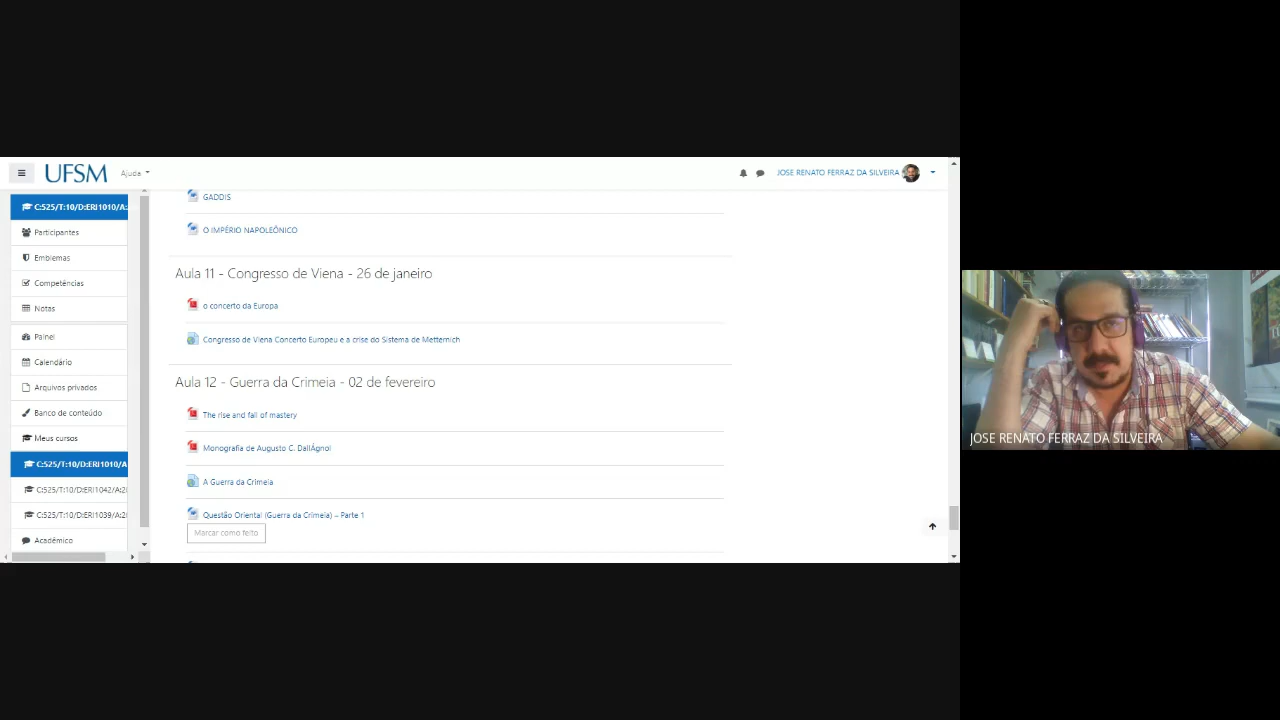 UFSM Ajuda JOSE RENATO FERRAZ DA SILVEIRA
C:525/T:10/D:ERI1010/A:
Participantes
Emblemas
Competências
Notas
Painel
Calendário
Arquivos privados
Banco de conteúdo
Meus cursos
C:525/T:10/D:ERI1010/A
C:525/T:10/D:ERI1042/A:2
C:525/T:10/D:ERI1039/A:2
Acadêmico
GADDIS
O IMPÉRIO NAPOLEÔNICO
Aula 11 - Congresso de Viena - 26 de janeiro
o concerto da Europa
Congresso de Viena Concerto Europeu e a crise do Sistema de Metternich
Aula 12 - Guerra da Crimeia - 02 de fevereiro
The rise and fall of mastery
Monografia de Augusto C. DallÁgnol
A Guerra da Crimeia
Questão Oriental (Guerra da Crimeia) – Parte 1
Marcar como feito
JOSE RENATO FERRAZ DA SILVEIRA